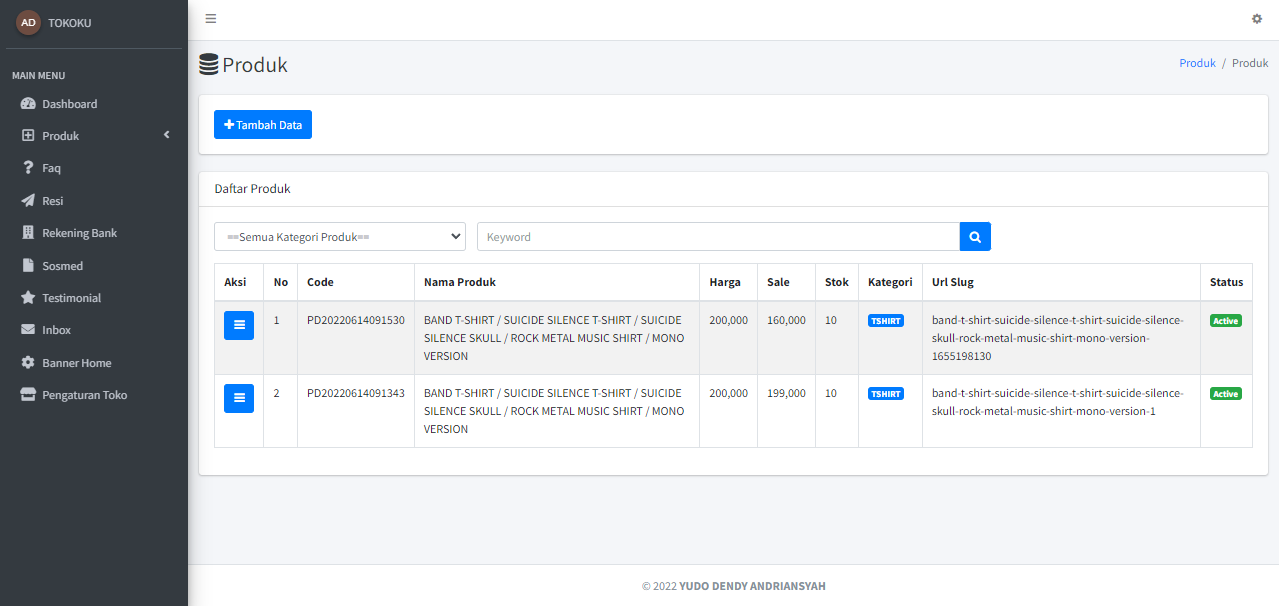 AD TOKOKU
MAIN MENU
Dashboard
Produk
Faq
Resi
Rekening Bank
Sosmed
Testimonial
Inbox
Banner Home
Pengaturan Toko
Produk
Produk / Produk
Tambah Data
Daftar Produk
==Semua Kategori Produk==
Keyword
Aksi No Code Nama Produk Harga Sale Stok Kategori Url Slug Status
1 PD20220614091530 BAND T-SHIRT / SUICIDE SILENCE T-SHIRT / SUICIDE 200,000 160,000 10 TSHIRT band-t-shirt-suicide-silence-t-shirt-suicide-silence- Active
SILENCE SKULL / ROCK METAL MUSIC SHIRT / MONO skull-rock-metal-music-shirt-mono-version-
VERSION 1655198130
2 PD20220614091343 BAND T-SHIRT / SUICIDE SILENCE T-SHIRT / SUICIDE 200,000 199,000 10 TSHIRT band-t-shirt-suicide-silence-t-shirt-suicide-silence- Active
SILENCE SKULL / ROCK METAL MUSIC SHIRT / MONO skull-rock-metal-music-shirt-mono-version-1
VERSION
© 2022 YUDO DENDY ANDRIANSYAH